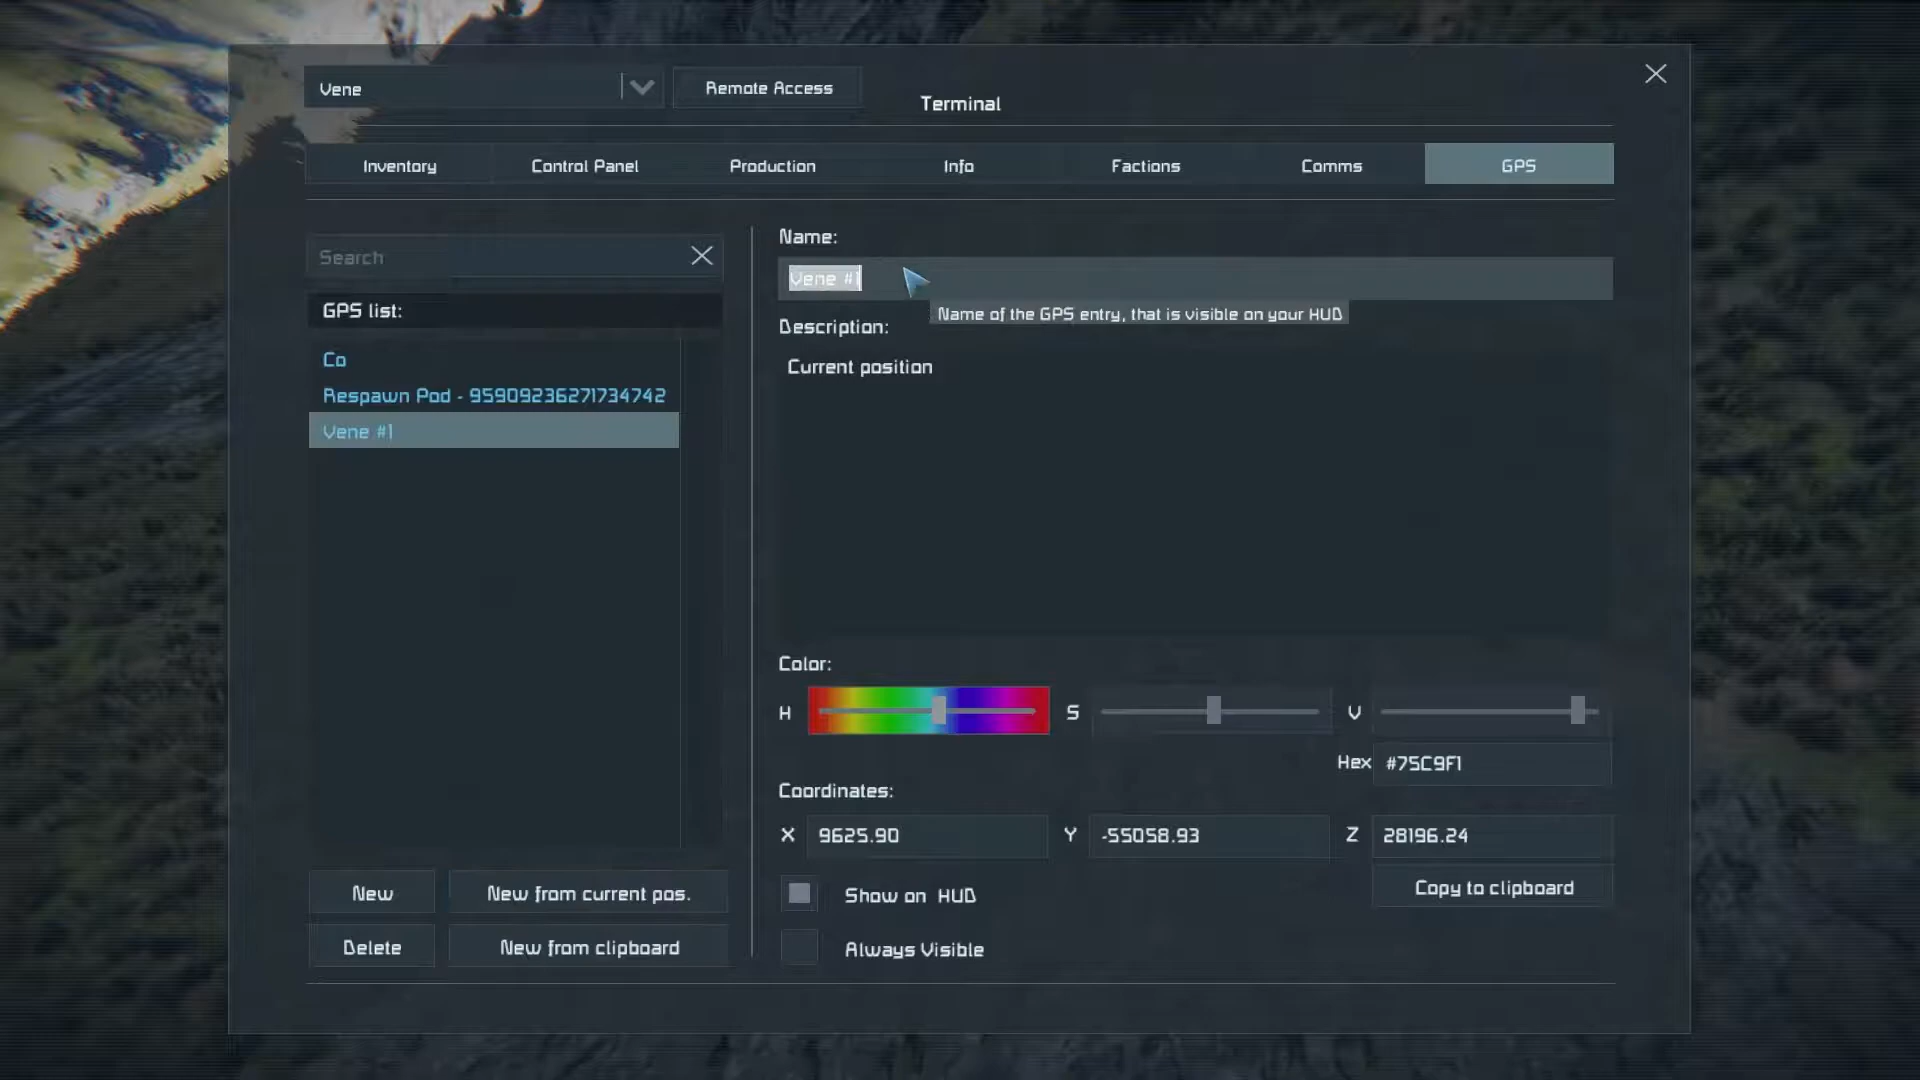 Vene
Remote Access
Terminal
Inventory
Control Panel
Production
Info
Factions
Comms
GPS
Search
GPS list:
Co
Respawn Pod - 95909236271734742
Vene #1
New
New from current pos.
Delete
New from clipboard
Name:
Vene #1
Name of the GPS entry, that is visible on your HUD
Description:
Current position
Color:
H
S
V
Hex #75C9F1
Coordinates:
X 9625.90
Y -55058.93
Z 28196.24
Show on HUD
Copy to clipboard
Always Visible